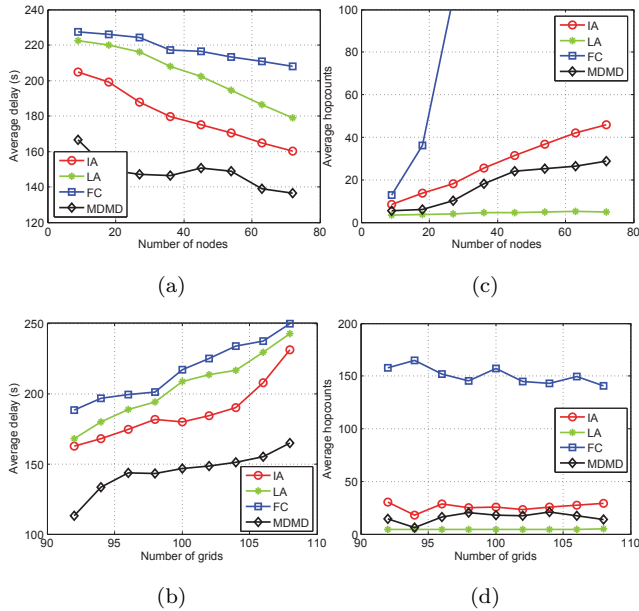 240
220
200
180
160
140
120
0
20
40
60
80
Average delay (s)
Number of nodes
IA
LA
FC
MDMD
(a)
100
80
60
40
20
0
0
20
40
60
80
Average hopcounts
Number of nodes
IA
LA
FC
MDMD
(c)
250
200
150
100
90
95
100
105
110
Average delay (s)
Number of grids
IA
LA
FC
MDMD
(b)
200
150
100
50
0
90
95
100
105
110
Average hopcounts
Number of grids
IA
LA
FC
MDMD
(d)